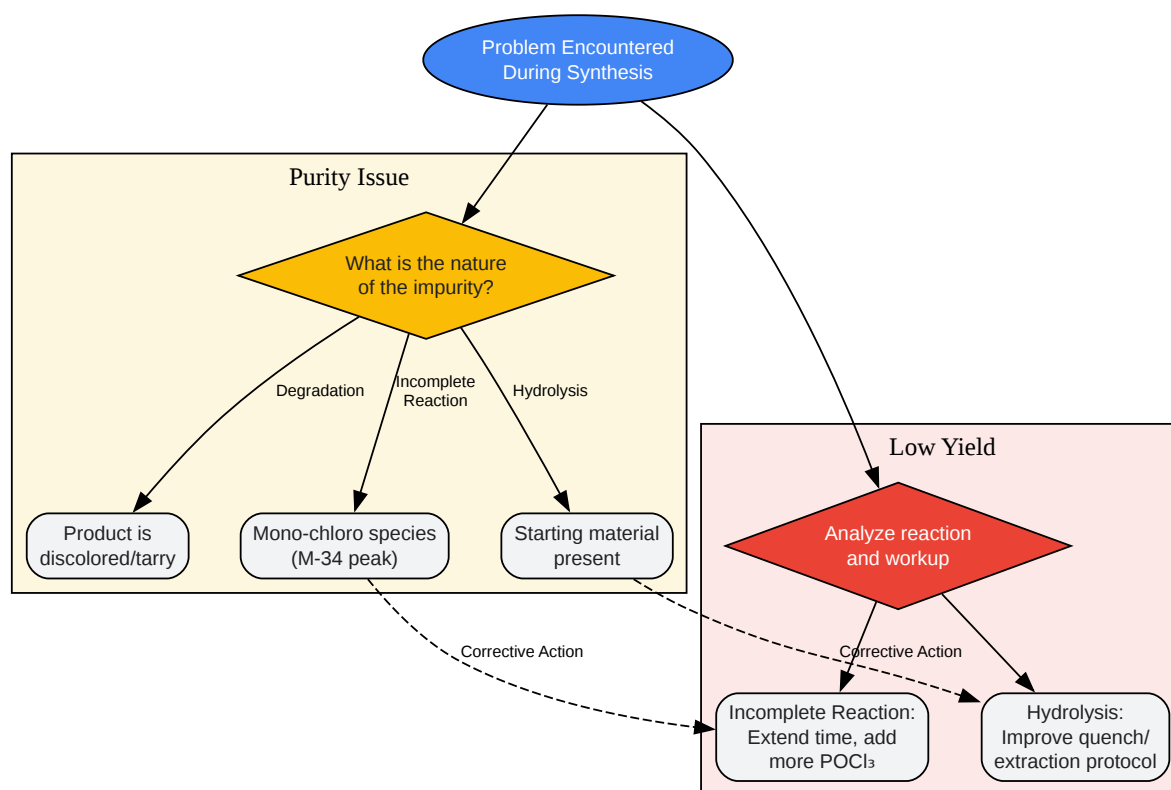 Problem Encountered
During Synthesis
Purity Issue
What is the nature
of the impurity?
Degradation
Incomplete
Reaction
Hydrolysis
Product is
discolored/tarry
Mono-chloro species
(M-34 peak)
Starting material
present
Low Yield
Analyze reaction
and workup
Corrective Action
Corrective Action
Incomplete Reaction:
Extend time, add
more POCl₃
Hydrolysis:
Improve quench/
extraction protocol